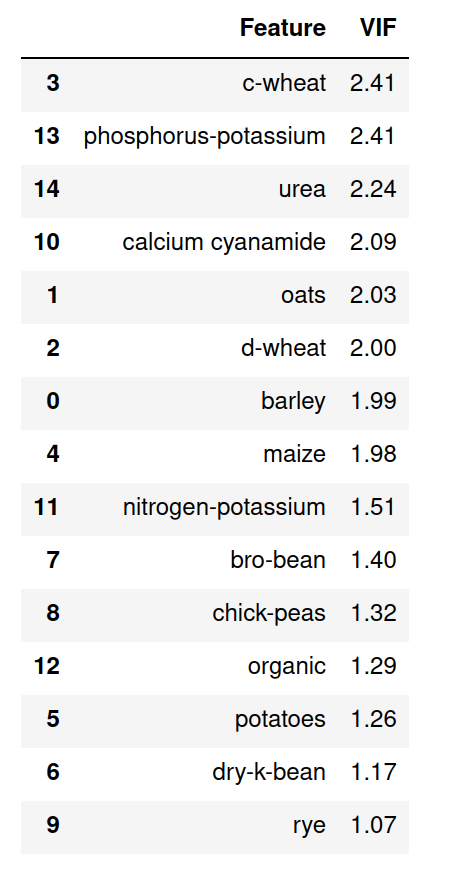 Feature VIF
3 c-wheat 2.41
13 phosphorus-potassium 2.41
14 urea 2.24
10 calcium cyanamide 2.09
1 oats 2.03
2 d-wheat 2.00
0 barley 1.99
4 maize 1.98
11 nitrogen-potassium 1.51
7 bro-bean 1.40
8 chick-peas 1.32
12 organic 1.29
5 potatoes 1.26
6 dry-k-bean 1.17
9 rye 1.07